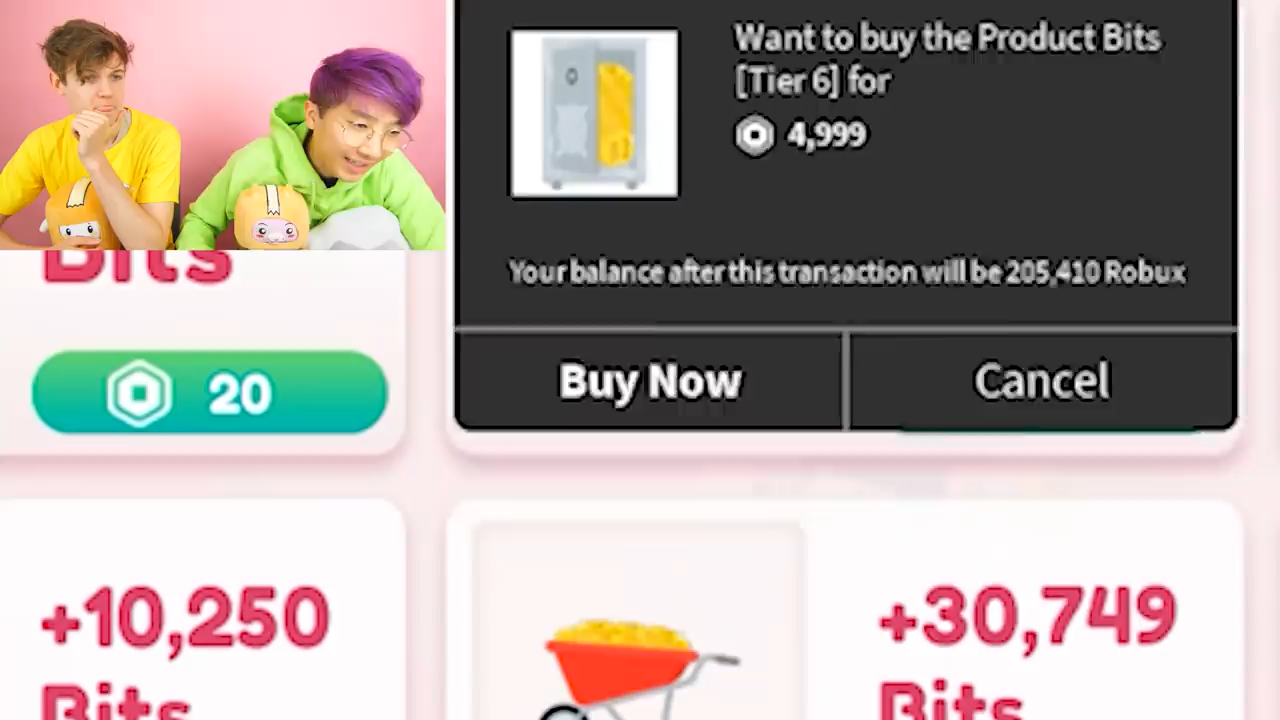 Want to buy the Product Bits
[Tier 6] for
4,999
Your balance after this transaction will be 205,410 Robux
Buy Now
Cancel
Bits
20
+10,250
Bits
+30,749
Bits